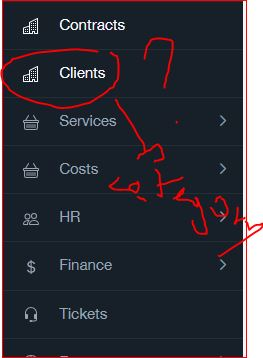 Contracts
Clients
Services
Costs
category
HR
$ Finance
Tickets